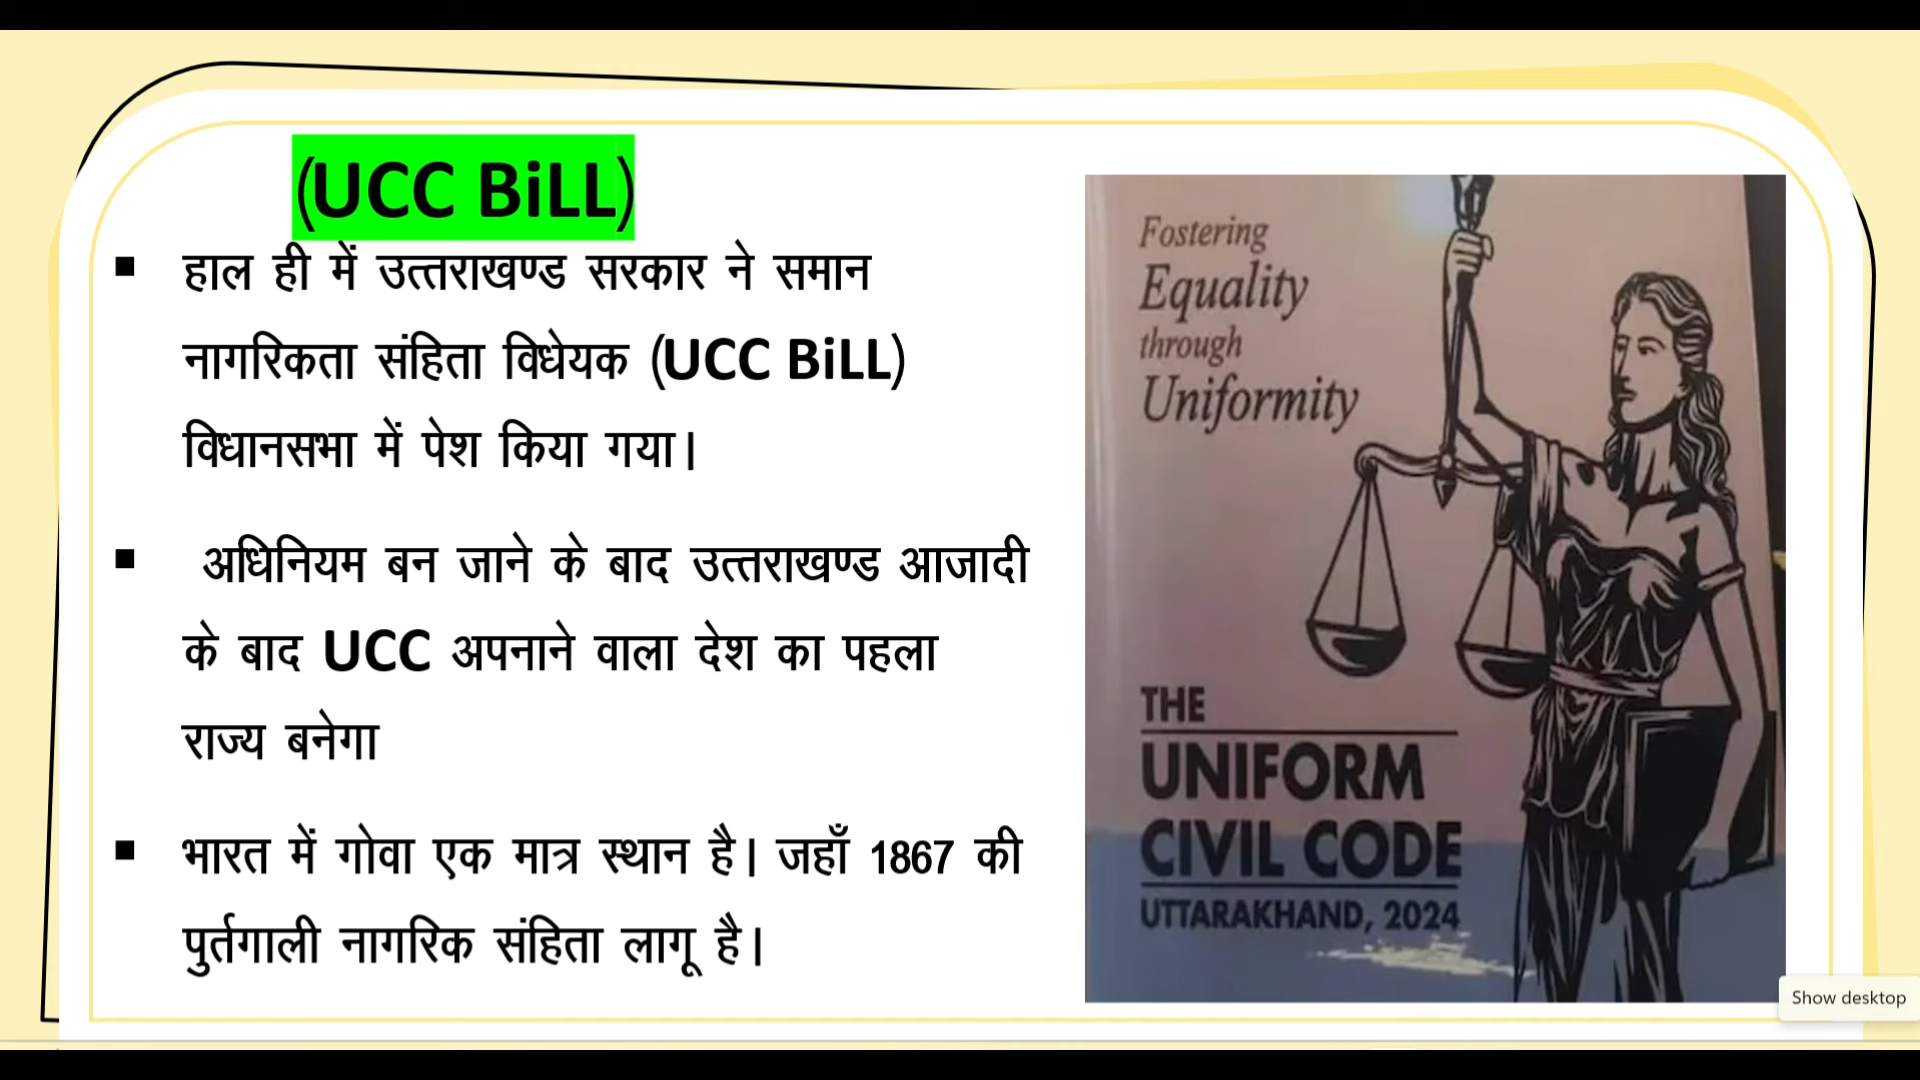 (UCC BiLL)
▪ हाल ही में उत्तराखण्ड सरकार ने समान
नागरिकता संहिता विधेयक (UCC BiLL)
विधानसभा में पेश किया गया।
▪ अधिनियम बन जाने के बाद उत्तराखण्ड आजादी
के बाद UCC अपनाने वाला देश का पहला
राज्य बनेगा
▪ भारत में गोवा एक मात्र स्थान है। जहाँ 1867 की
पुर्तगाली नागरिक संहिता लागू है।
Fostering
Equality
through
Uniformity
THE
UNIFORM
CIVIL CODE
UTTARAKHAND, 2024
Show desktop